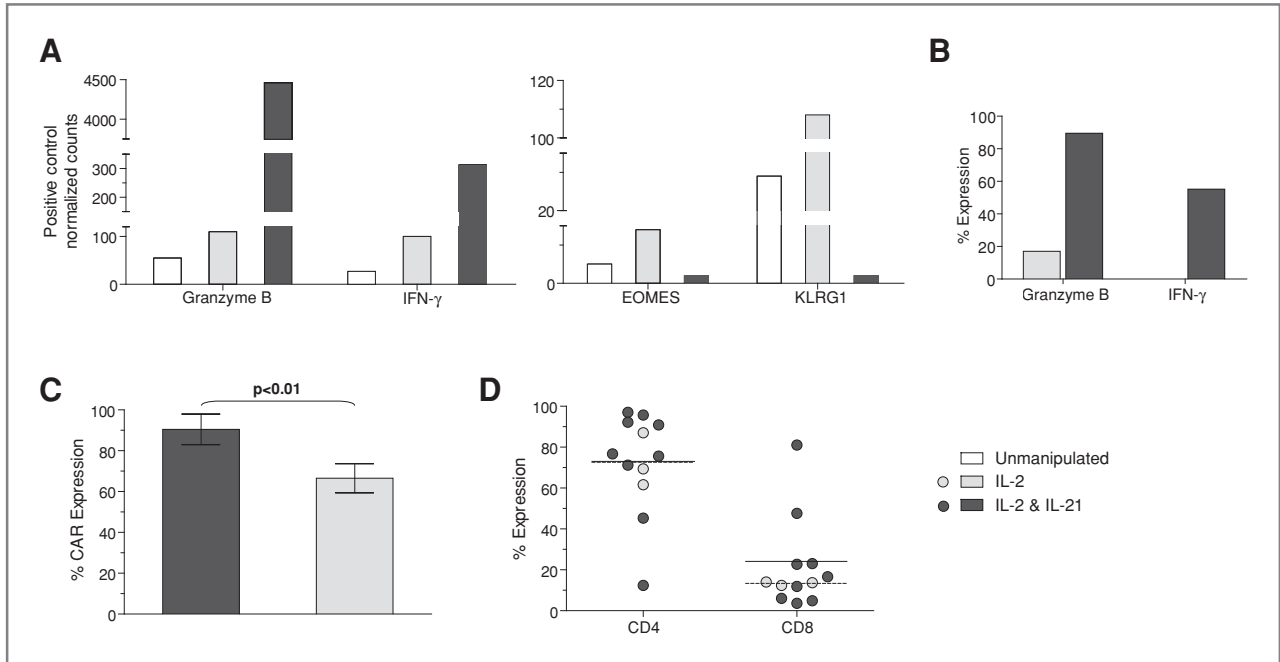 A
Positive control
normalized counts
4500
4000
300
200
100
0
Granzyme B
IFN-γ
120
100
20
0
EOMES
KLRG1
B
% Expression
100
80
60
40
20
0
Granzyme B
IFN-γ
C
p<0.01
% CAR Expression
100
80
60
40
20
0
D
% Expression
100
80
60
40
20
0
CD4
CD8
Unmanipulated
IL-2
IL-2 & IL-21